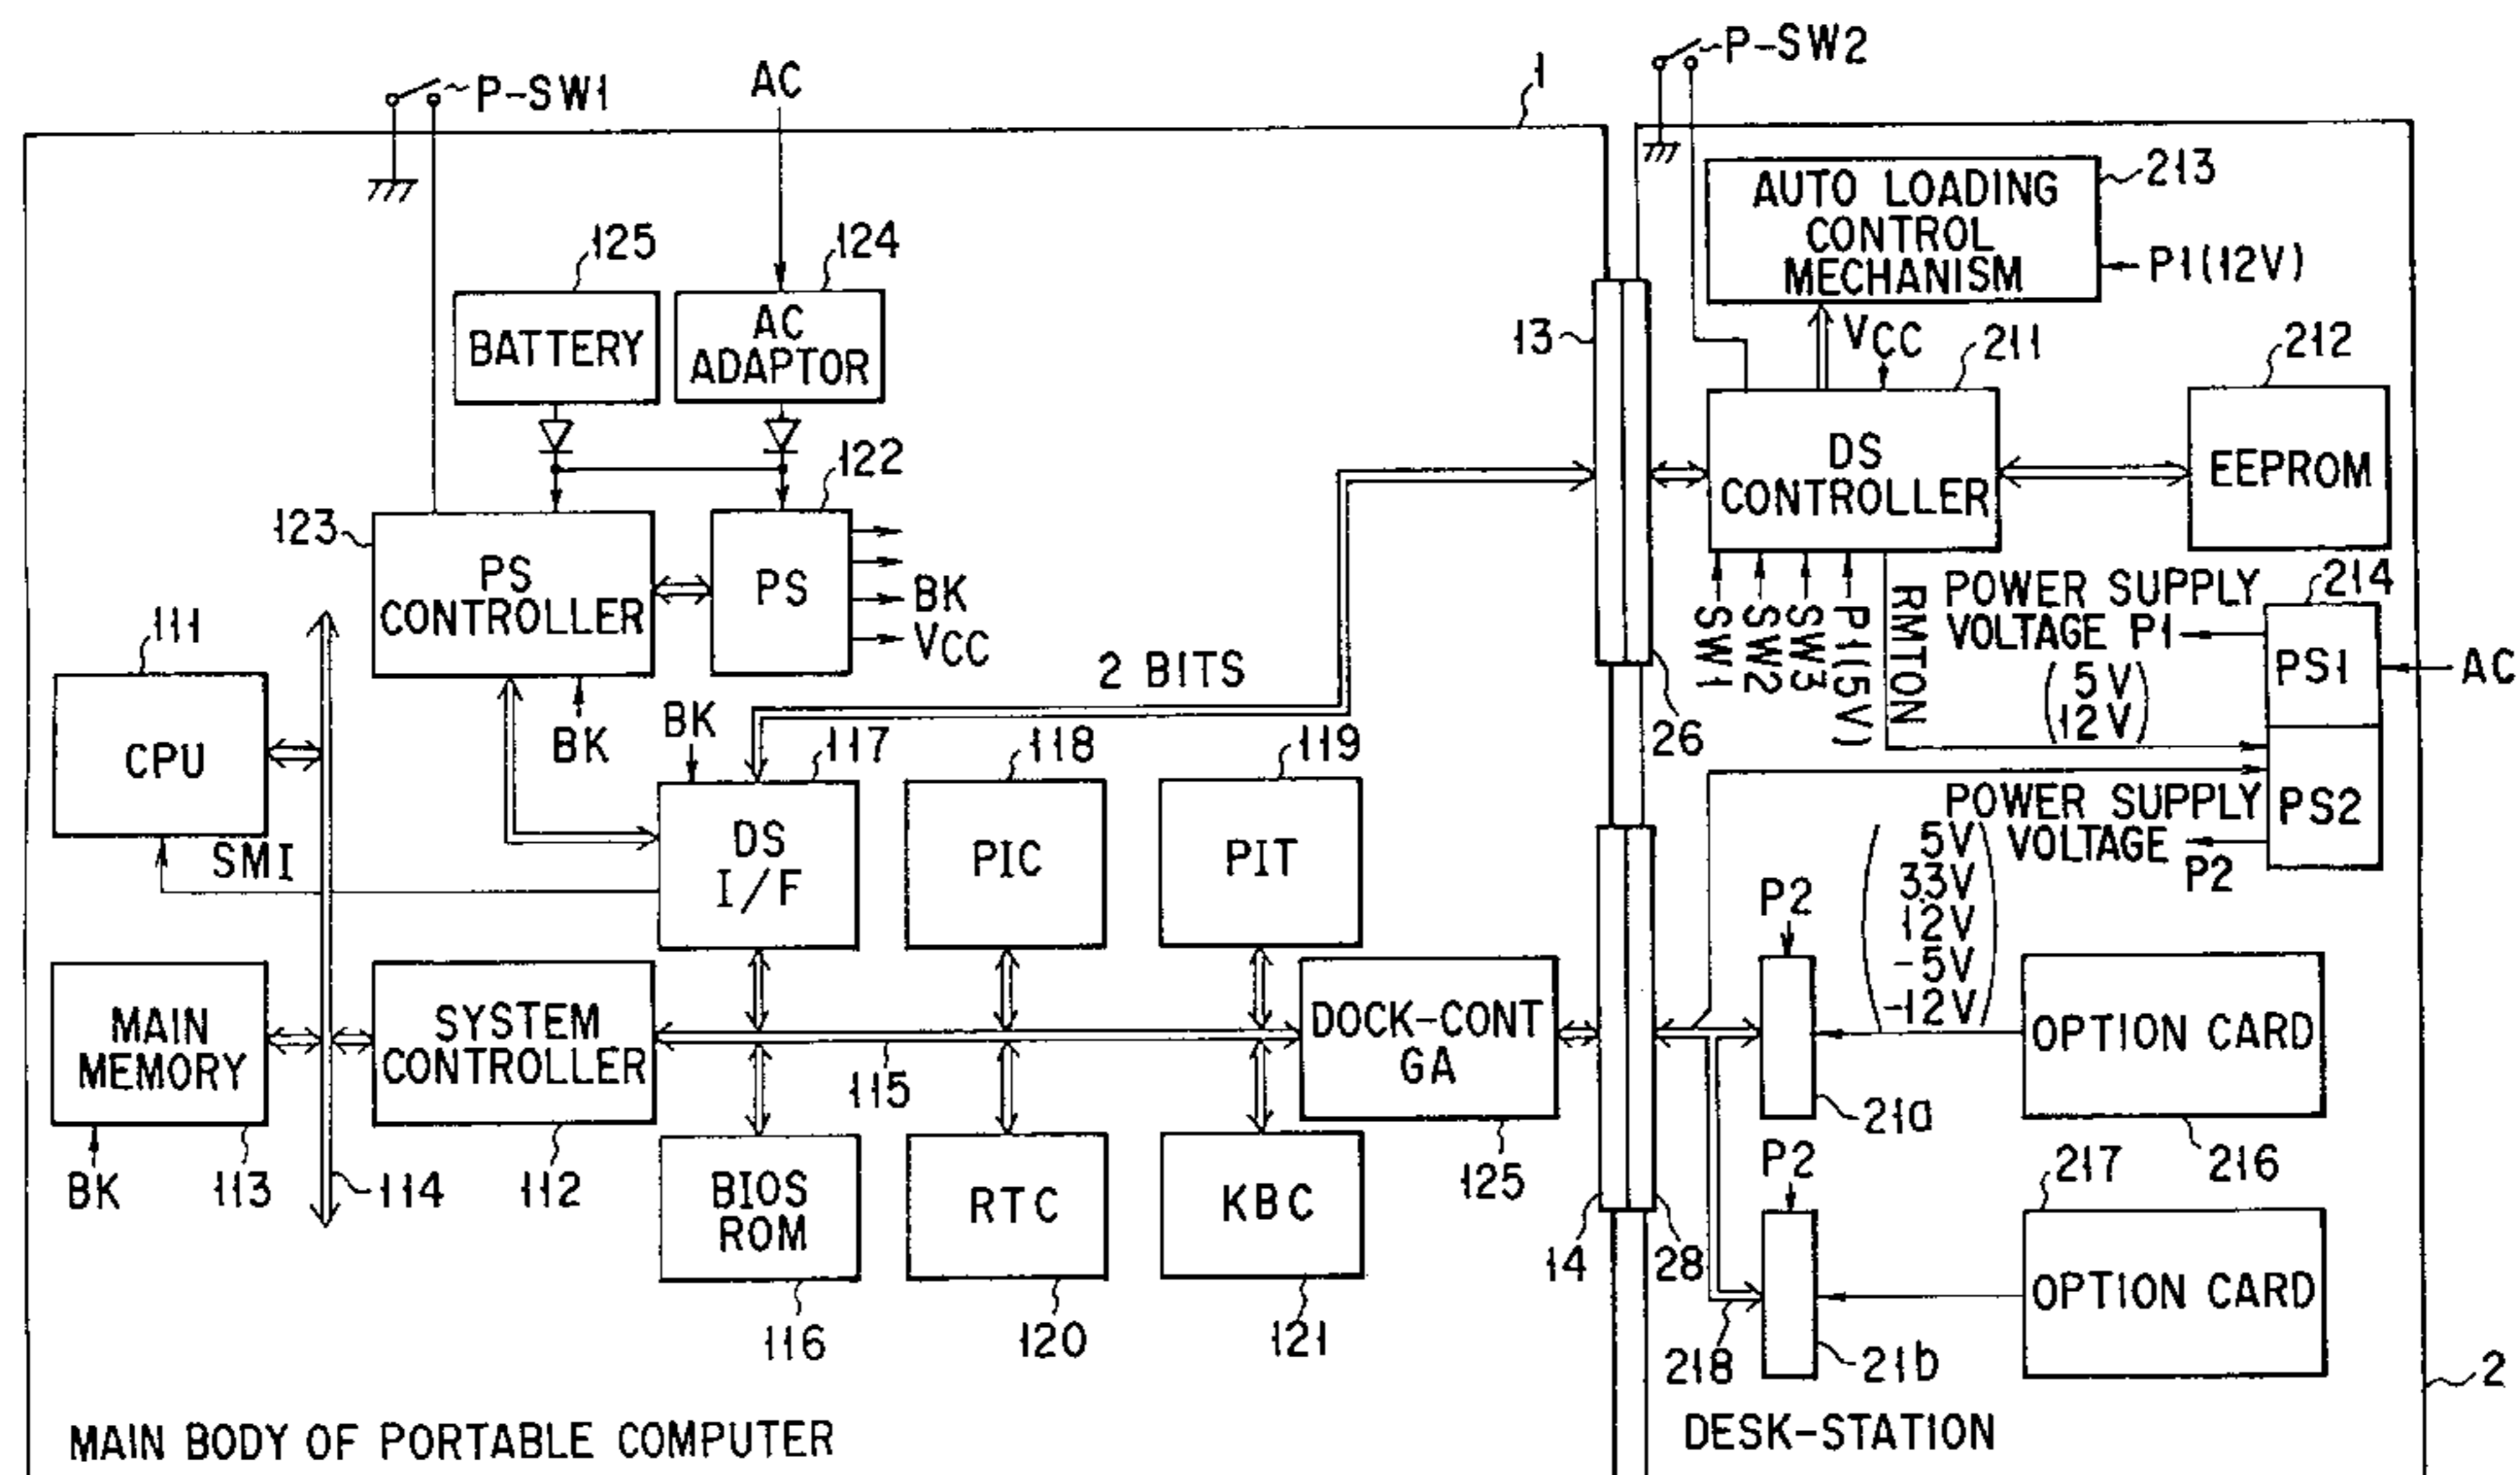 P-SW1
AC
1
P-SW2
AUTO LOADING
CONTROL
MECHANISM
213
P1(12V)
125
BATTERY
124
AC
ADAPTOR
13
VCC
211
212
DS
CONTROLLER
EEPROM
123
PS
CONTROLLER
122
PS
BK
VCC
BK
SW1
SW2
SW3
P1(5V)
RMTON
POWER SUPPLY
VOLTAGE P1
(5V
12V)
214
PS1
PS2
AC
POWER SUPPLY
VOLTAGE
P2
(5V
3.3V
12V
-5V
-12V)
2 BITS
26
111
CPU
SMI
BK
117
DS
I/F
118
PIC
119
PIT
MAIN
MEMORY
BK
113
114
SYSTEM
CONTROLLER
112
115
DOCK-CONT
GA
125
BIOS
ROM
116
RTC
120
KBC
121
14
28
P2
21a
OPTION CARD
216
P2
21b
218
217
OPTION CARD
2
MAIN BODY OF PORTABLE COMPUTER
DESK-STATION